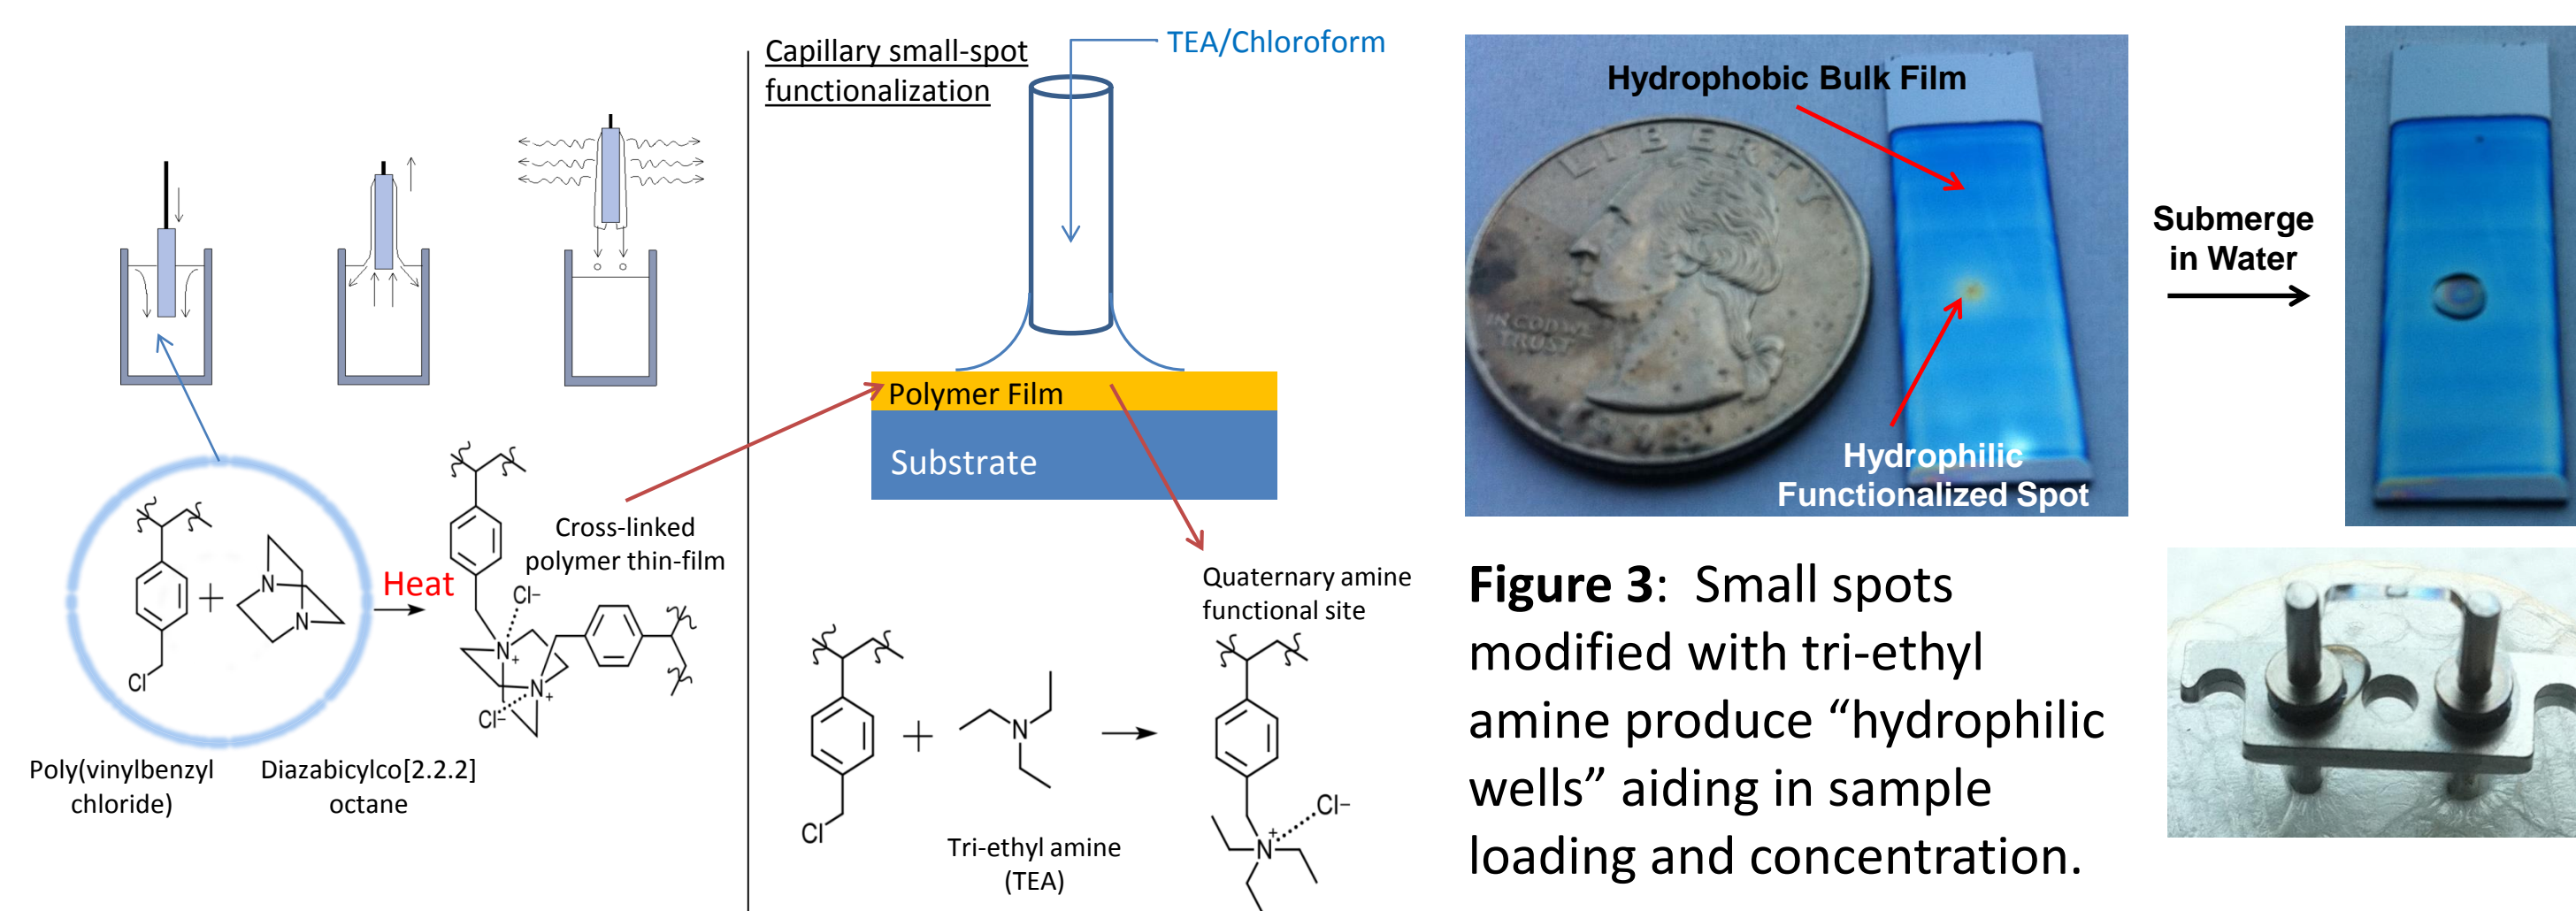 Heat
Cl
N
N
Cl–
N
+
N
+
Cl–
Cross-linked
polymer thin-film
Poly(vinylbenzyl
chloride)
Diazabicylco[2.2.2]
octane
Capillary small-spot
functionalization
TEA/Chloroform
Polymer Film
Substrate
Quaternary amine
functional site
Cl
N
Tri-ethyl amine
(TEA)
Cl–
N
+
Hydrophobic Bulk Film
LIBERTY
IN GOD WE
TRUST
Hydrophilic
Functionalized Spot
Submerge
in Water
Figure 3: Small spots
modified with tri-ethyl
amine produce “hydrophilic
wells” aiding in sample
loading and concentration.